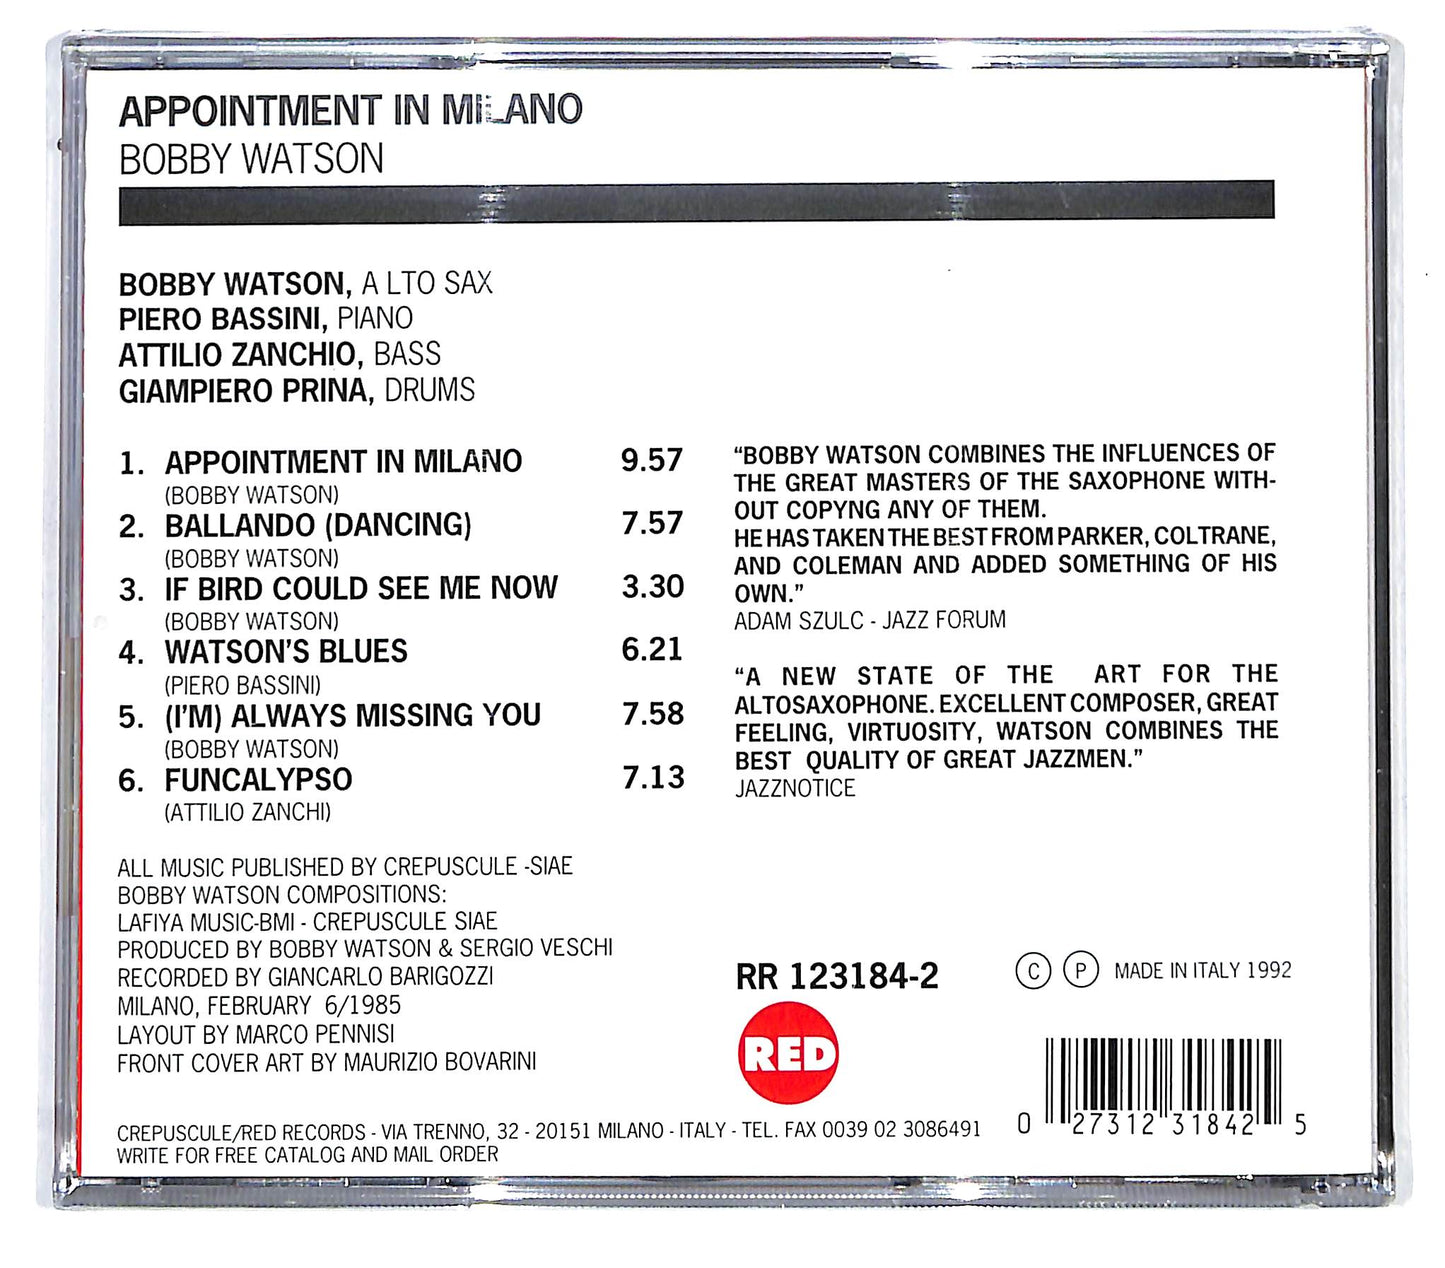 APPOINTMENT IN MILANO
BOBBY WATSON
BOBBY WATSON, A LTO SAX
PIERO BASSINI, PIANO
ATTILIO ZANCHIO, BASS
GIAMPIERO PRINA, DRUMS
1. APPOINTMENT IN MILANO 9.57
(BOBBY WATSON)
2. BALLANDO (DANCING) 7.57
(BOBBY WATSON)
3. IF BIRD COULD SEE ME NOW 3.30
(BOBBY WATSON)
4. WATSON'S BLUES 6.21
(PIERO BASSINI)
5. (I'M) ALWAYS MISSING YOU 7.58
(BOBBY WATSON)
6. FUNCALYPSO 7.13
(ATTILIO ZANCHI)
“BOBBY WATSON COMBINES THE INFLUENCES OF
THE GREAT MASTERS OF THE SAXOPHONE WITH-
OUT COPYNG ANY OF THEM.
HE HAS TAKEN THE BEST FROM PARKER, COLTRANE,
AND COLEMAN AND ADDED SOMETHING OF HIS
OWN.”
ADAM SZULC - JAZZ FORUM
“A NEW STATE OF THE ART FOR THE
ALTOSAXOPHONE. EXCELLENT COMPOSER, GREAT
FEELING, VIRTUOSITY, WATSON COMBINES THE
BEST QUALITY OF GREAT JAZZMEN.”
JAZZNOTICE
ALL MUSIC PUBLISHED BY CREPUSCULE -SIAE
BOBBY WATSON COMPOSITIONS:
LAFIYA MUSIC-BMI - CREPUSCULE SIAE
PRODUCED BY BOBBY WATSON & SERGIO VESCHI
RECORDED BY GIANCARLO BARIGOZZI
MILANO, FEBRUARY 6/1985
LAYOUT BY MARCO PENNISI
FRONT COVER ART BY MAURIZIO BOVARINI
RR 123184-2
Ⓒ Ⓟ MADE IN ITALY 1992
RED
0 27312 31842 5
CREPUSCULE/RED RECORDS - VIA TRENNO, 32 - 20151 MILANO - ITALY - TEL. FAX 0039 02 3086491
WRITE FOR FREE CATALOG AND MAIL ORDER